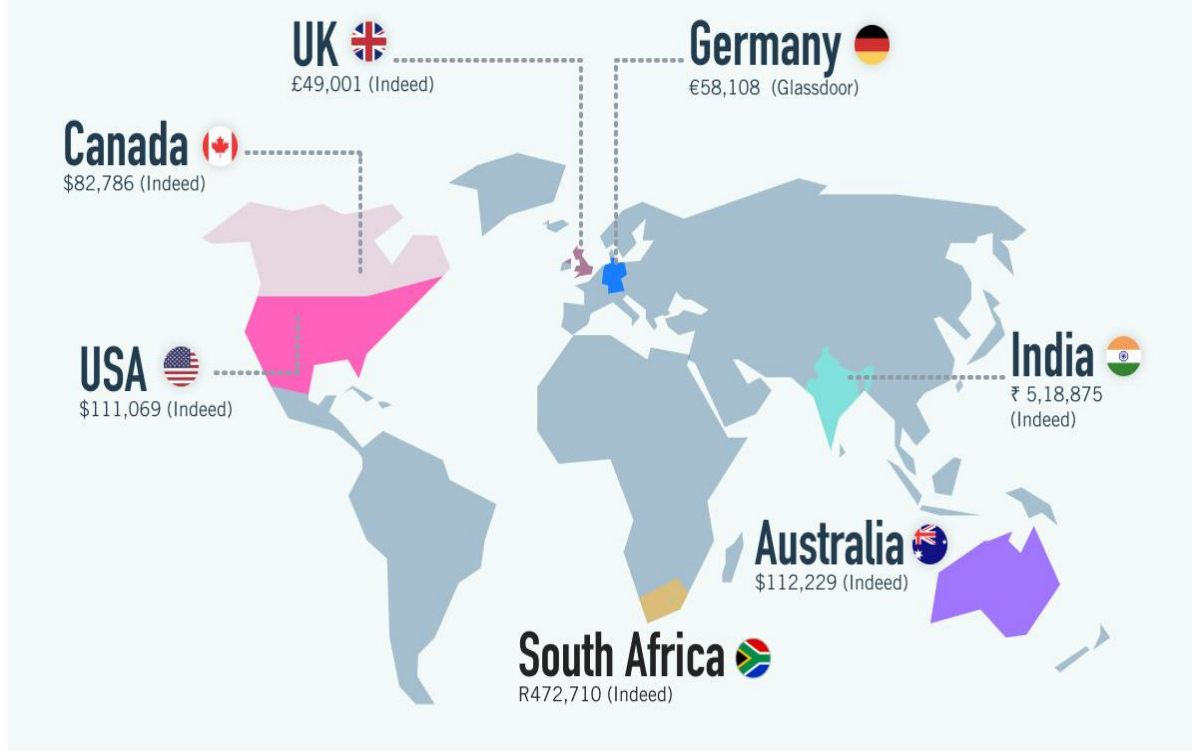 UK
£49,001 (Indeed)
Germany
€58,108 (Glassdoor)
Canada
$82,786 (Indeed)
USA
$111,069 (Indeed)
India
₹ 5,18,875
(Indeed)
Australia
$112,229 (Indeed)
South Africa
R472,710 (Indeed)